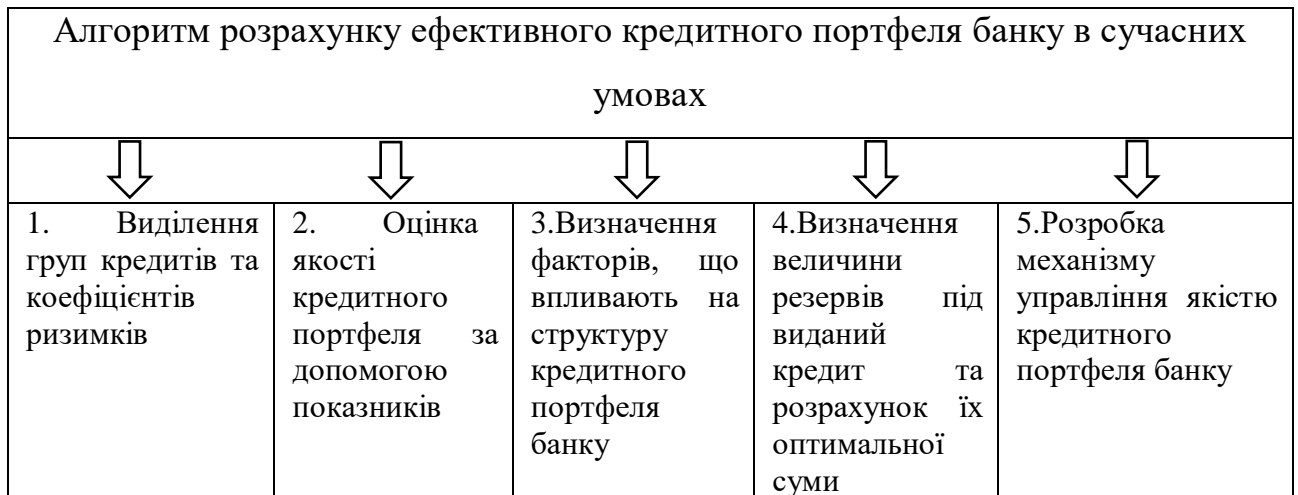 Алгоритм розрахунку ефективного кредитного портфеля банку в сучасних
умовах
1. Виділення
груп кредитів та
коефіцієнтів
ризимків
2. Оцінка
якості
кредитного
портфеля за
допомогою
показників
3.Визначення
факторів, що
впливають на
структуру
кредитного
портфеля
банку
4.Визначення
величини
резервів під
виданий
кредит та
розрахунок їх
оптимальної
суми
5.Розробка
механізму
управління якістю
кредитного
портфеля банку